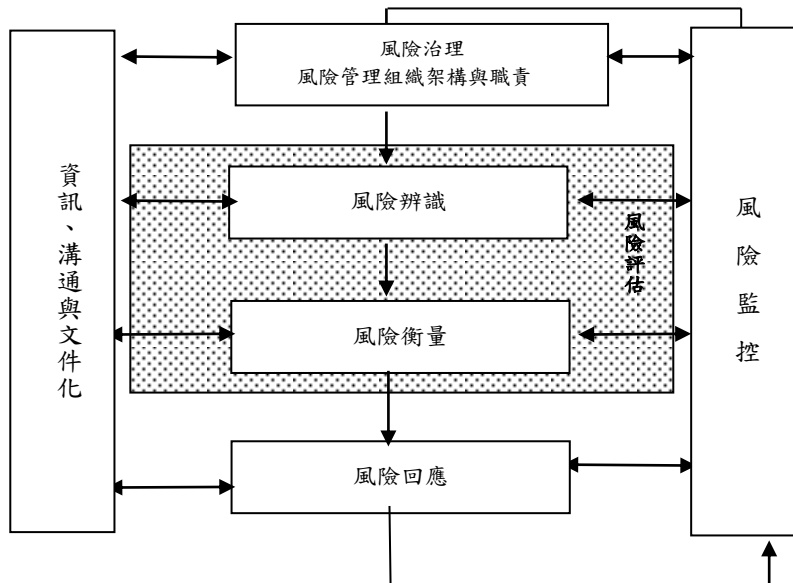 風險治理
風險管理組織架構與職責
資訊、溝通與文件化
風險辨識
風險評估
風險監控
風險衡量
風險回應